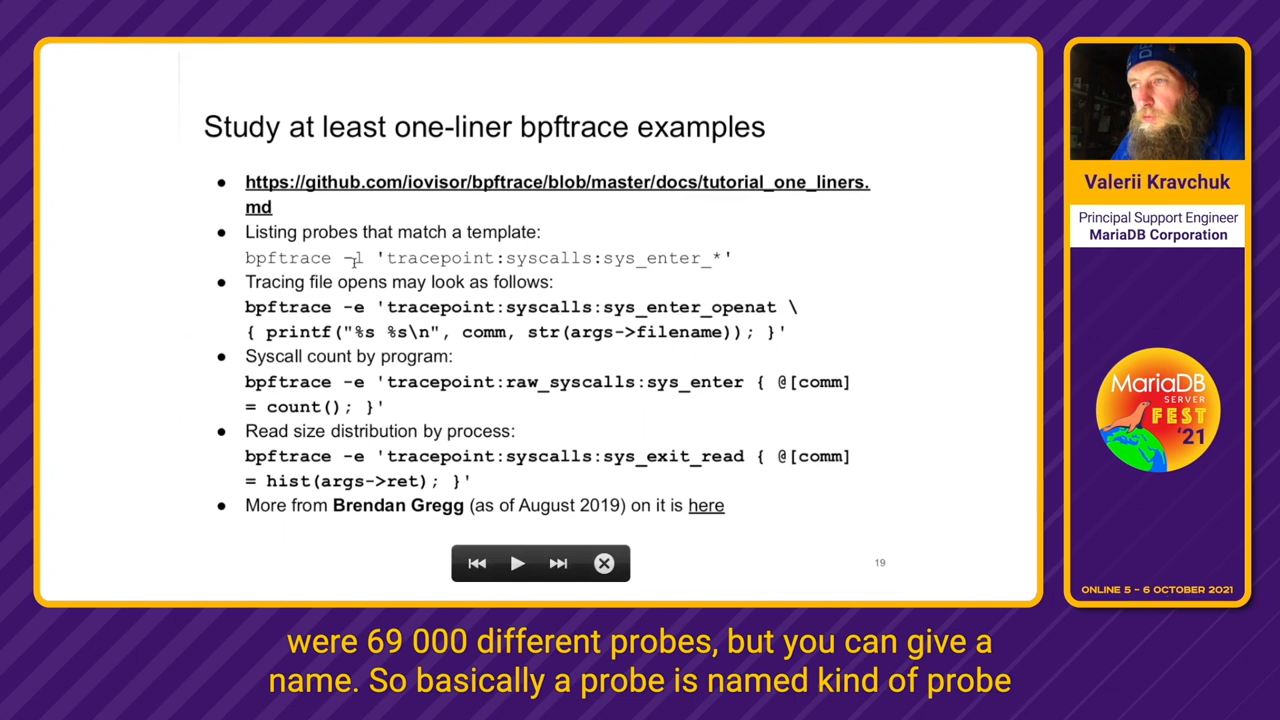 Study at least one-liner bpftrace examples
● https://github.com/iovisor/bpftrace/blob/master/docs/tutorial_one_liners.
md
● Listing probes that match a template:
bpftrace -l 'tracepoint:syscalls:sys_enter_*'
● Tracing file opens may look as follows:
bpftrace -e 'tracepoint:syscalls:sys_enter_openat \
{ printf("%s %s\n", comm, str(args->filename)); }'
● Syscall count by program:
bpftrace -e 'tracepoint:raw_syscalls:sys_enter { @[comm]
= count(); }'
● Read size distribution by process:
bpftrace -e 'tracepoint:syscalls:sys_exit_read { @[comm]
= hist(args->ret); }'
● More from Brendan Gregg (as of August 2019) on it is here
19
Valerii Kravchuk
Principal Support Engineer
MariaDB Corporation
MariaDB
SERVER
FEST
'21
ONLINE 5 - 6 OCTOBER 2021
were 69 000 different probes, but you can give a
name. So basically a probe is named kind of probe